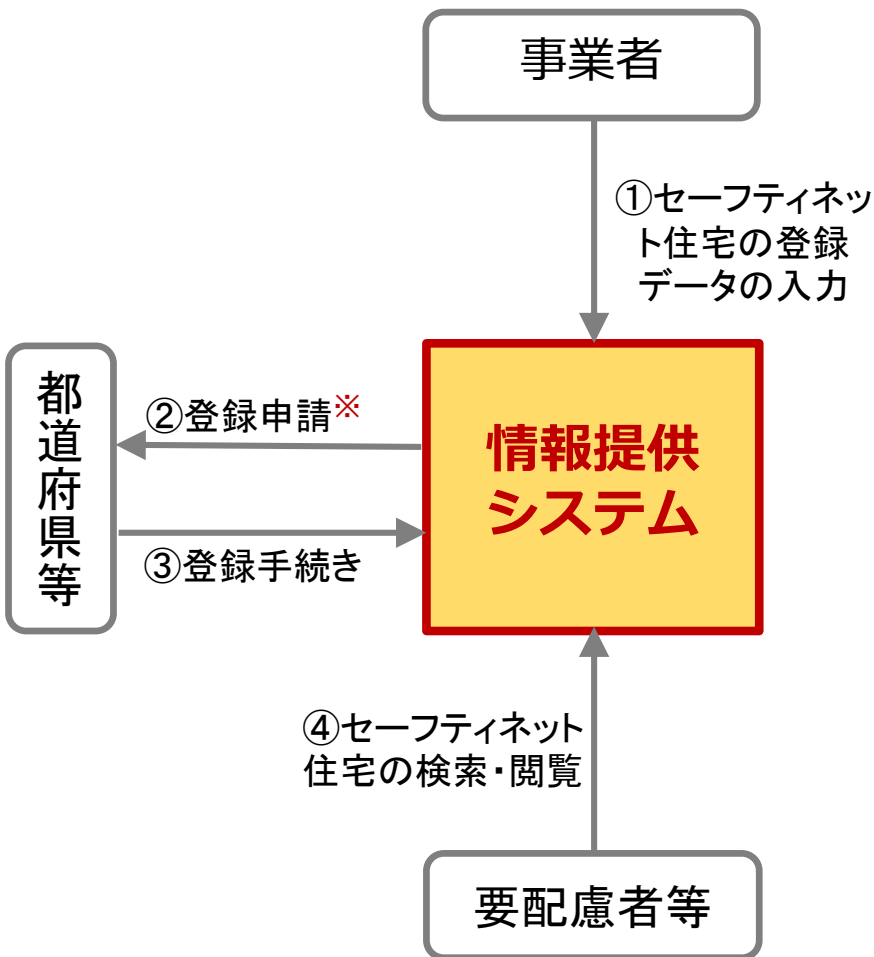 事業者
①セーフティネッ
ト住宅の登録
データの入力
都道府県等
②登録申請※
情報提供
システム
③登録手続き
④セーフティネット
住宅の検索・閲覧
要配慮者等